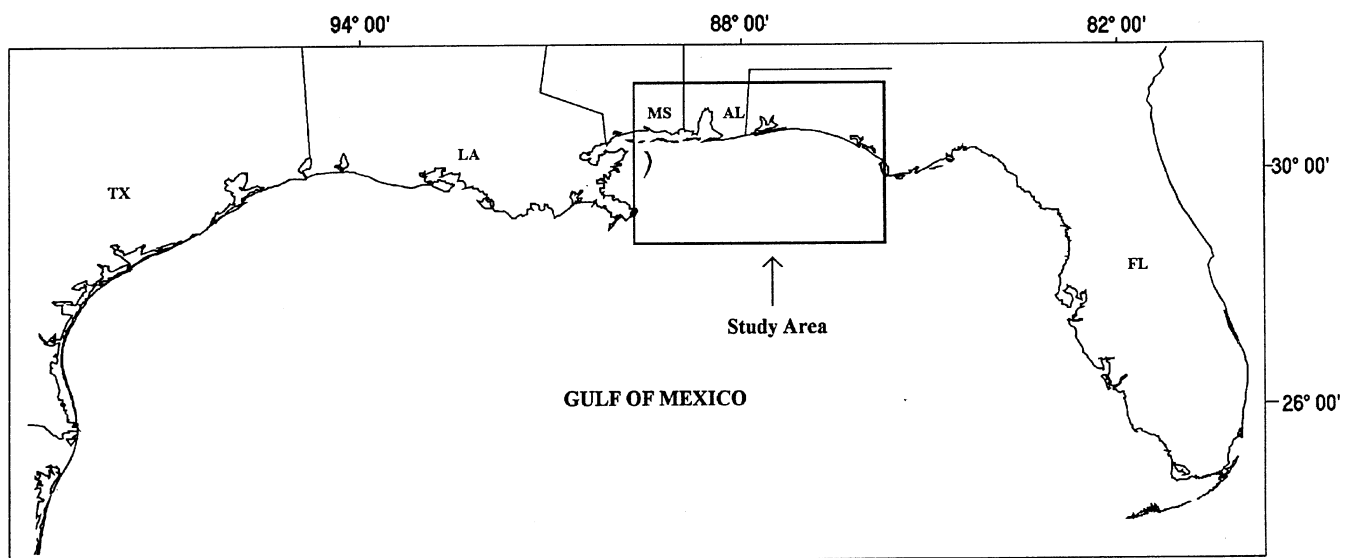 94° 00' 88° 00' 82° 00'
MS AL
LA
30° 00'
TX
FL
Study Area
GULF OF MEXICO
26° 00'